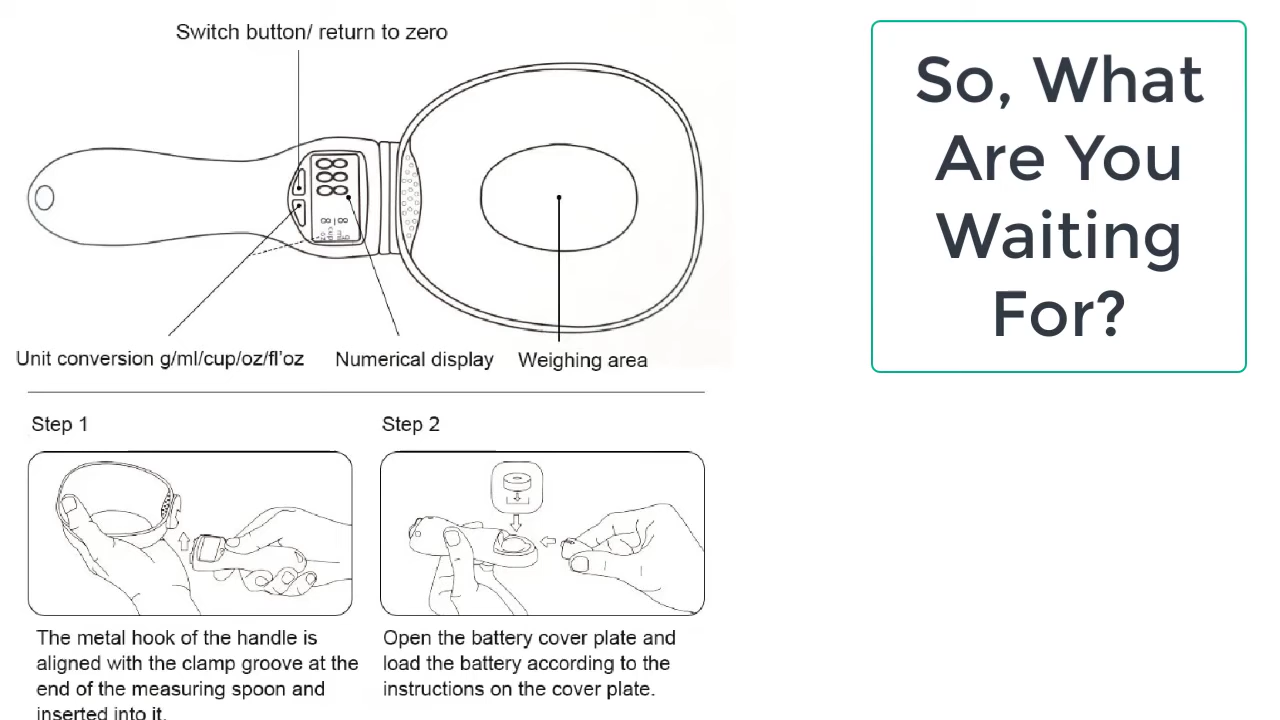 Switch button/ return to zero
Unit conversion g/ml/cup/oz/fl'oz
Numerical display
Weighing area
Step 1
The metal hook of the handle is
aligned with the clamp groove at the
end of the measuring spoon and
inserted into it.
Step 2
Open the battery cover plate and
load the battery according to the
instructions on the cover plate.
So, What
Are You
Waiting
For?